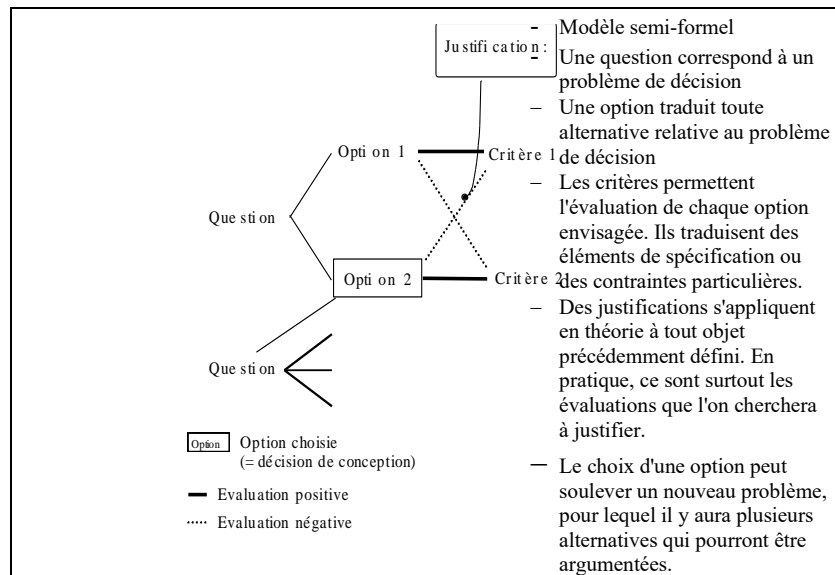 Justification :
Option 1
Critère 1
Question
Option 2
Critère 2
Question
Option
Option choisie
(= décision de conception)
Evaluation positive
Evaluation négative
– Modèle semi-formel
– Une question correspond à un
problème de décision
– Une option traduit toute
alternative relative au problème
de décision
– Les critères permettent
l'évaluation de chaque option
envisagée. Ils traduisent des
éléments de spécification ou
des contraintes particulières.
– Des justifications s'appliquent
en théorie à tout objet
précédemment défini. En
pratique, ce sont surtout les
évaluations que l'on cherchera
à justifier.
– Le choix d'une option peut
soulever un nouveau problème,
pour lequel il y aura plusieurs
alternatives qui pourront être
argumentées.